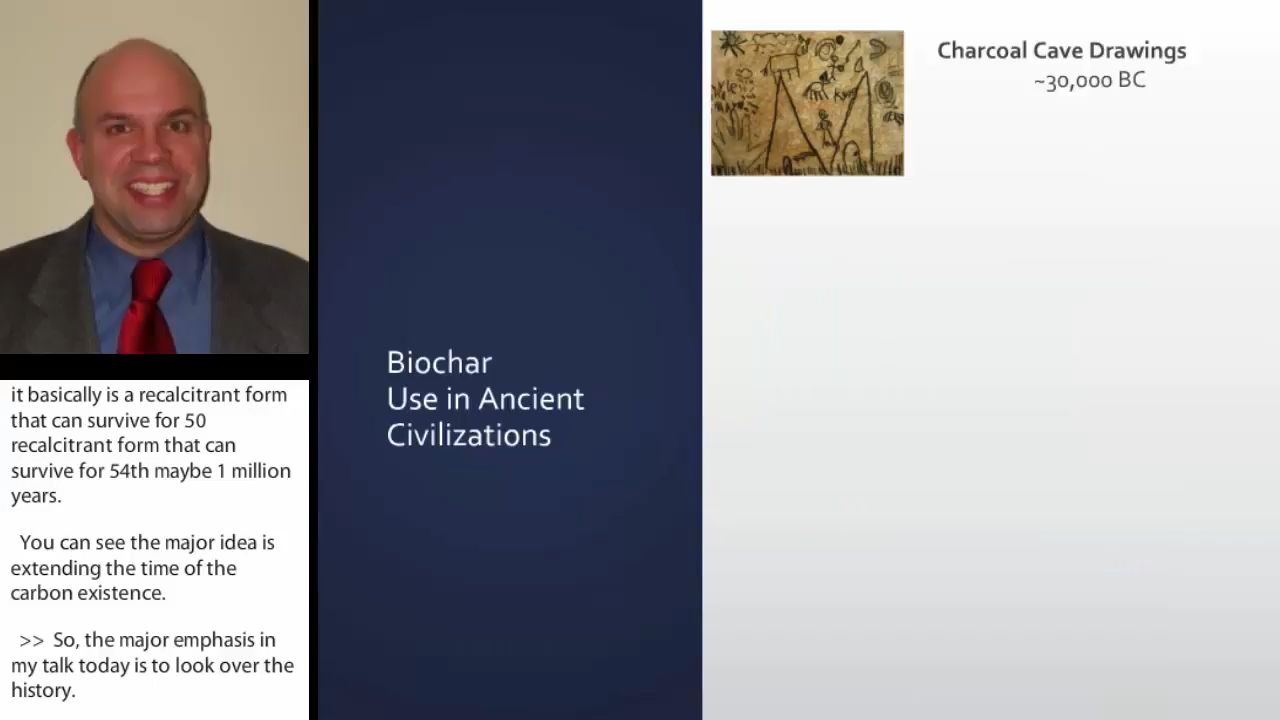 it basically is a recalcitrant form
that can survive for 50
recalcitrant form that can
survive for 54th maybe 1 million
years.
You can see the major idea is
extending the time of the
carbon existence.
>> So, the major emphasis in
my talk today is to look over the
history.
Biochar
Use in Ancient
Civilizations
Charcoal Cave Drawings
~30,000 BC